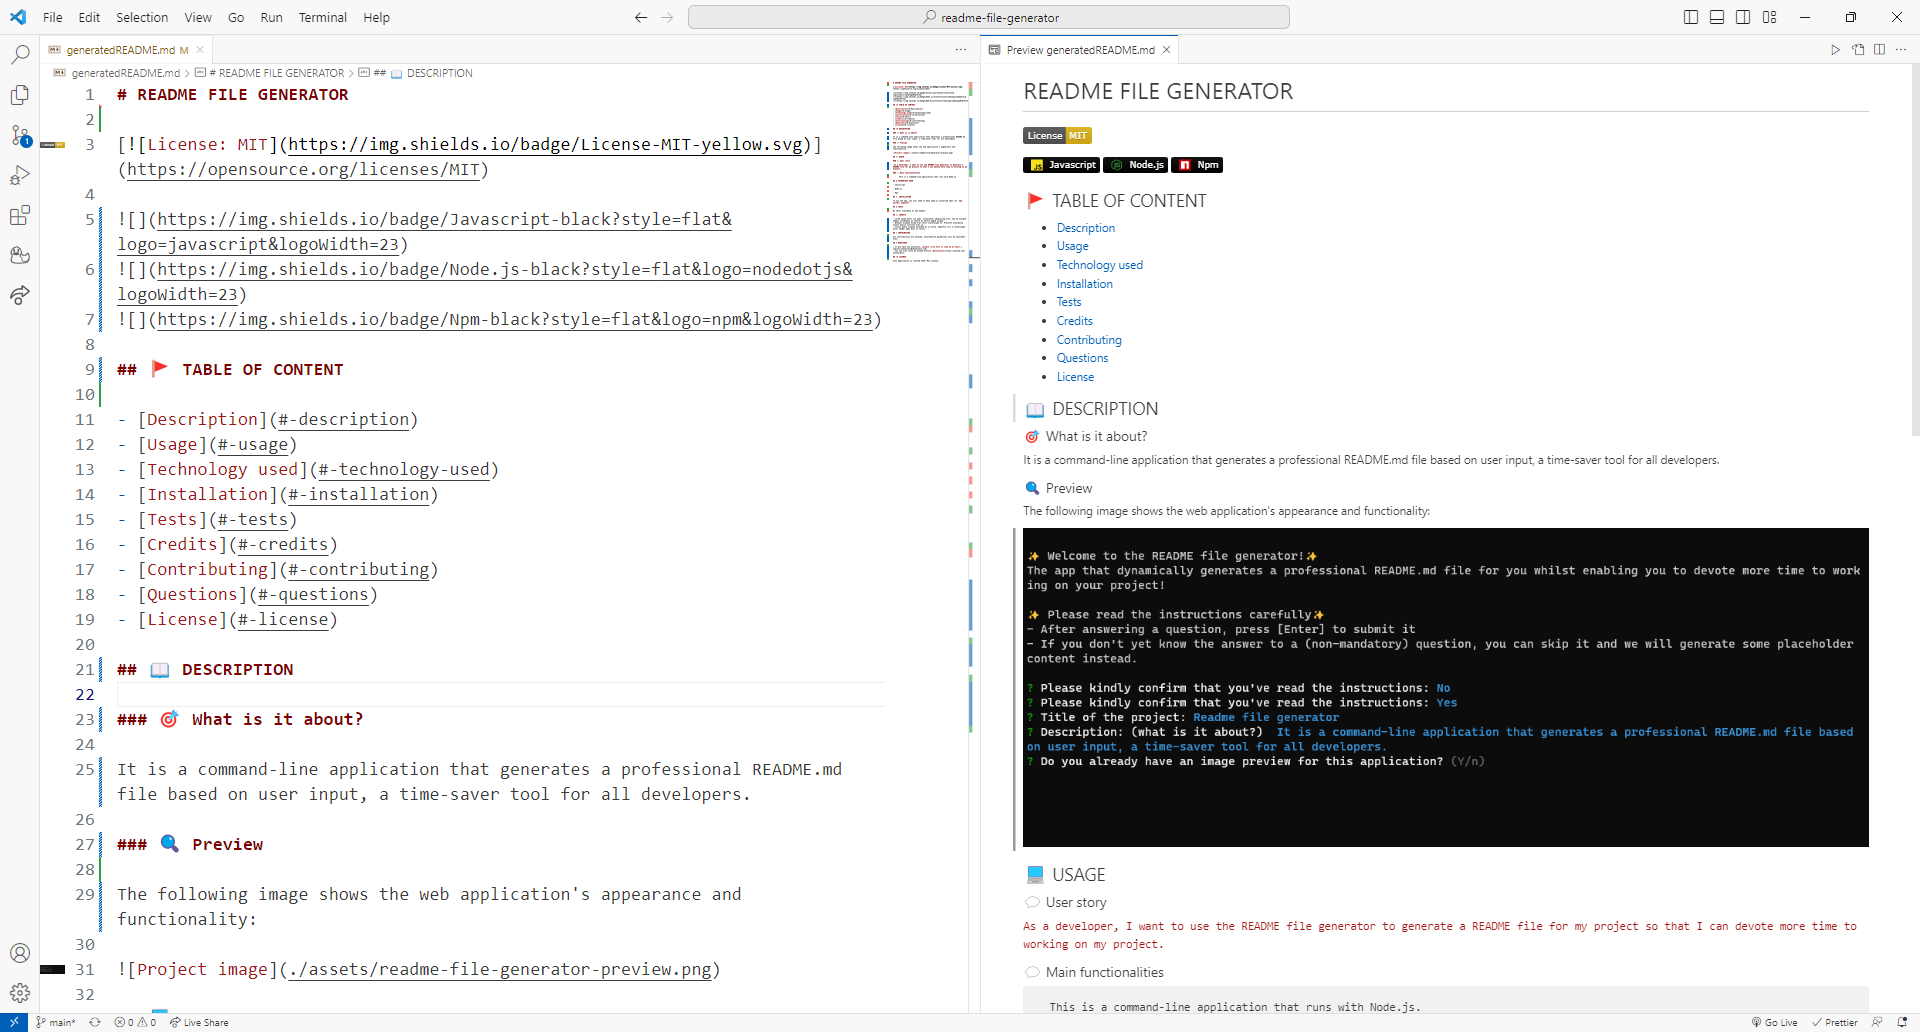 File Edit Selection View Go Run Terminal Help
readme-file-generator
generatedREADME.md M
generatedREADME.md > # README FILE GENERATOR > ## 📖 DESCRIPTION
1 # README FILE GENERATOR
2
3 [![License: MIT](https://img.shields.io/badge/License-MIT-yellow.svg)]
(https://opensource.org/licenses/MIT)
4
5 ![](https://img.shields.io/badge/Javascript-black?style=flat&
logo=javascript&logoWidth=23)
6 ![](https://img.shields.io/badge/Node.js-black?style=flat&logo=nodedotjs&
logoWidth=23)
7 ![](https://img.shields.io/badge/Npm-black?style=flat&logo=npm&logoWidth=23)
8
9 ## 🚩 TABLE OF CONTENT
10
11 - [Description](#-description)
12 - [Usage](#-usage)
13 - [Technology used](#-technology-used)
14 - [Installation](#-installation)
15 - [Tests](#-tests)
16 - [Credits](#-credits)
17 - [Contributing](#-contributing)
18 - [Questions](#-questions)
19 - [License](#-license)
20
21 ## 📖 DESCRIPTION
22
23 ### 🎯 What is it about?
24
25 It is a command-line application that generates a professional README.md
file based on user input, a time-saver tool for all developers.
26
27 ### 🔍 Preview
28
29 The following image shows the web application's appearance and
functionality:
30
31 ![Project image](./assets/readme-file-generator-preview.png)
32
Preview generatedREADME.md
README FILE GENERATOR
License MIT
JS Javascript Node.js Npm
🚩 TABLE OF CONTENT
• Description
• Usage
• Technology used
• Installation
• Tests
• Credits
• Contributing
• Questions
• License
📖 DESCRIPTION
🎯 What is it about?
It is a command-line application that generates a professional README.md file based on user input, a time-saver tool for all developers.
🔍 Preview
The following image shows the web application's appearance and functionality:
✨ Welcome to the README file generator!✨
The app that dynamically generates a professional README.md file for you whilst enabling you to devote more time to work
ing on your project!
✨ Please read the instructions carefully✨
- After answering a question, press [Enter] to submit it
- If you don't yet know the answer to a (non-mandatory) question, you can skip it and we will generate some placeholder
content instead.
? Please kindly confirm that you've read the instructions: No
? Please kindly confirm that you've read the instructions: Yes
? Title of the project: Readme file generator
? Description: (what is it about?) It is a command-line application that generates a professional README.md file based
on user input, a time-saver tool for all developers.
? Do you already have an image preview for this application? (Y/n)
💻 USAGE
💬 User story
As a developer, I want to use the README file generator to generate a README file for my project so that I can devote more time to
working on my project.
💬 Main functionalities
This is a command-line application that runs with Node.js.
1
main* 0 0 Live Share
Go Live Prettier